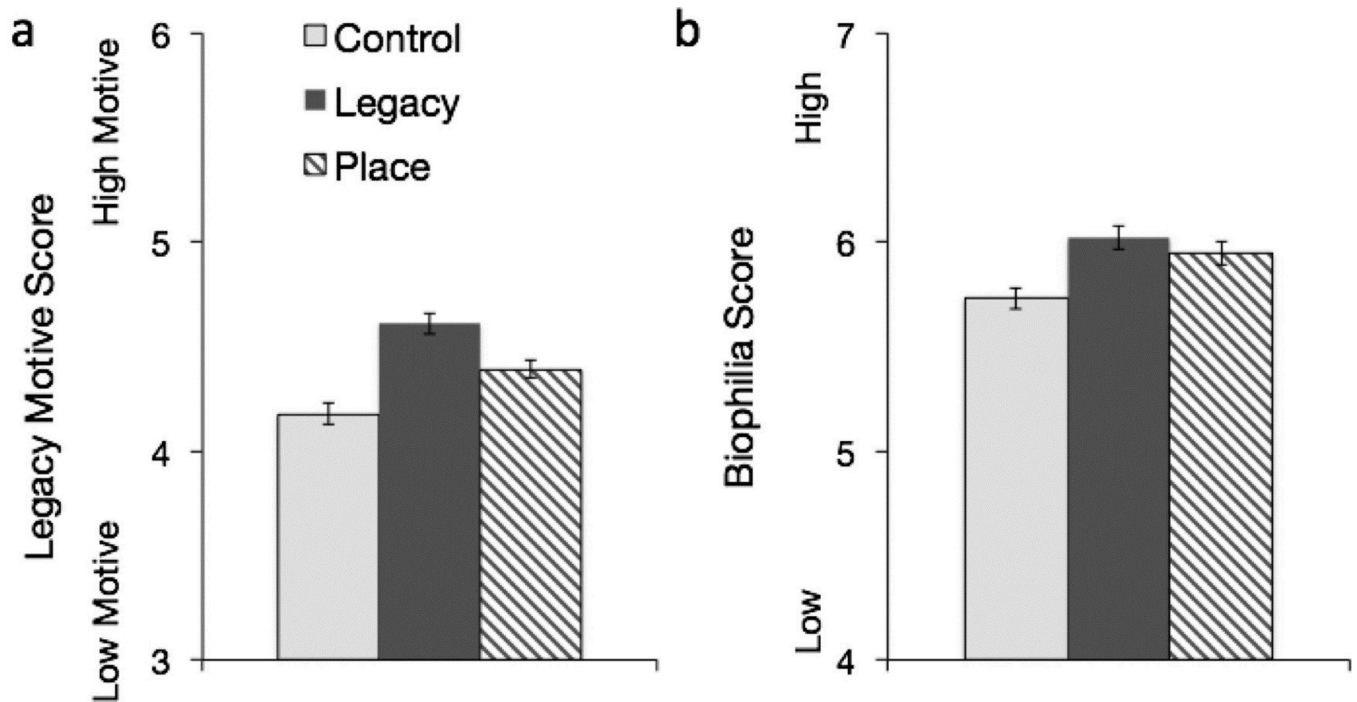 a
Legacy Motive Score
High Motive
Low Motive
6
5
4
3
Control
Legacy
Place
b
Biophilia Score
High
Low
7
6
5
4